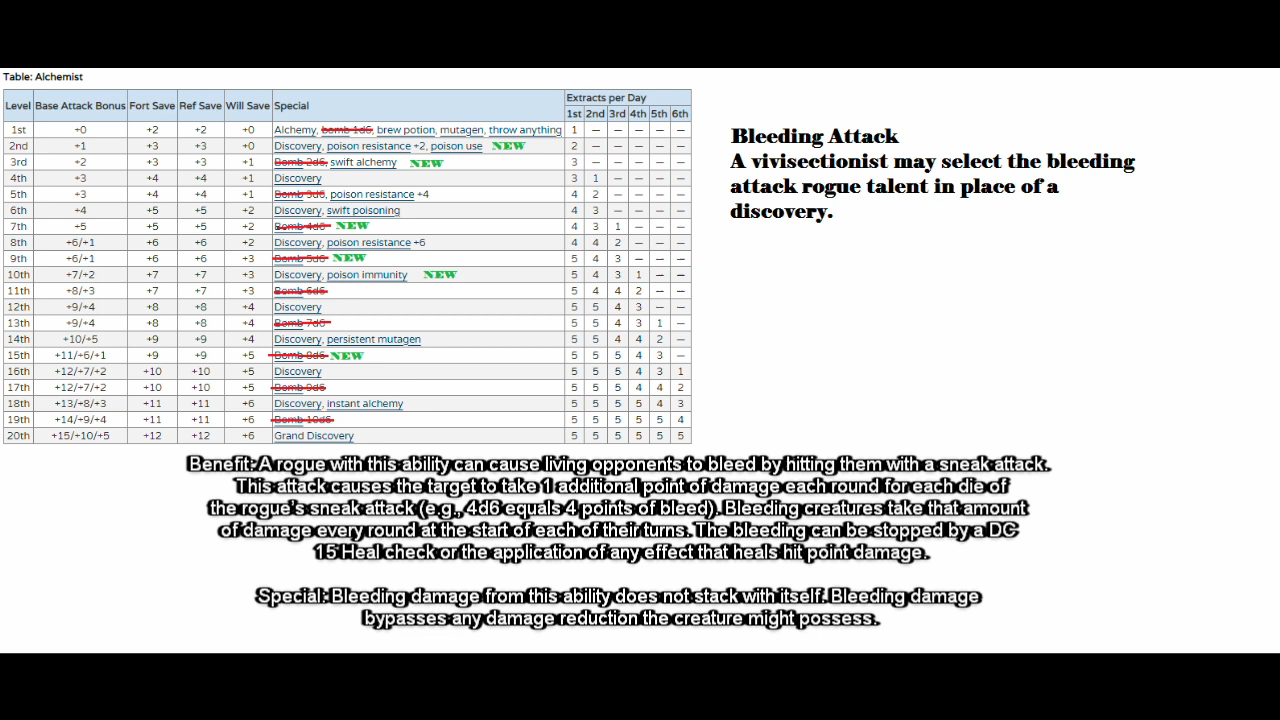 Table: Alchemist
Level Base Attack Bonus Fort Save Ref Save Will Save Special Extracts per Day
1st 2nd 3rd 4th 5th 6th
1st +0 +2 +2 +0 Alchemy, bomb 1d6, brew potion, mutagen, throw anything 1 — — — — —
2nd +1 +3 +3 +0 Discovery, poison resistance +2, poison use NEW 2 — — — — —
3rd +2 +3 +3 +1 Bomb 2d6, swift alchemy NEW 3 — — — — —
4th +3 +4 +4 +1 Discovery 3 1 — — — —
5th +3 +4 +4 +1 Bomb 3d6, poison resistance +4 4 2 — — — —
6th +4 +5 +5 +2 Discovery, swift poisoning 4 3 — — — —
7th +5 +5 +5 +2 Bomb 4d6 NEW 4 3 1 — — —
8th +6/+1 +6 +6 +2 Discovery, poison resistance +6 4 4 2 — — —
9th +6/+1 +6 +6 +3 Bomb 5d6 NEW 5 4 3 — — —
10th +7/+2 +7 +7 +3 Discovery, poison immunity NEW 5 4 3 1 — —
11th +8/+3 +7 +7 +3 Bomb 6d6 5 4 4 2 — —
12th +9/+4 +8 +8 +4 Discovery 5 5 4 3 — —
13th +9/+4 +8 +8 +4 Bomb 7d6 5 5 4 3 1 —
14th +10/+5 +9 +9 +4 Discovery, persistent mutagen 5 5 4 4 2 —
15th +11/+6/+1 +9 +9 +5 Bomb 8d6 NEW 5 5 5 4 3 —
16th +12/+7/+2 +10 +10 +5 Discovery 5 5 5 4 3 1
17th +12/+7/+2 +10 +10 +5 Bomb 9d6 5 5 5 4 4 2
18th +13/+8/+3 +11 +11 +6 Discovery, instant alchemy 5 5 5 5 4 3
19th +14/+9/+4 +11 +11 +6 Bomb 10d6 5 5 5 5 5 4
20th +15/+10/+5 +12 +12 +6 Grand Discovery 5 5 5 5 5 5
Bleeding Attack
A vivisectionist may select the bleeding
attack rogue talent in place of a
discovery.
Benefit: A rogue with this ability can cause living opponents to bleed by hitting them with a sneak attack.
This attack causes the target to take 1 additional point of damage each round for each die of
the rogue's sneak attack (e.g., 4d6 equals 4 points of bleed). Bleeding creatures take that amount
of damage every round at the start of each of their turns. The bleeding can be stopped by a DC
15 Heal check or the application of any effect that heals hit point damage.
Special: Bleeding damage from this ability does not stack with itself. Bleeding damage
bypasses any damage reduction the creature might possess.